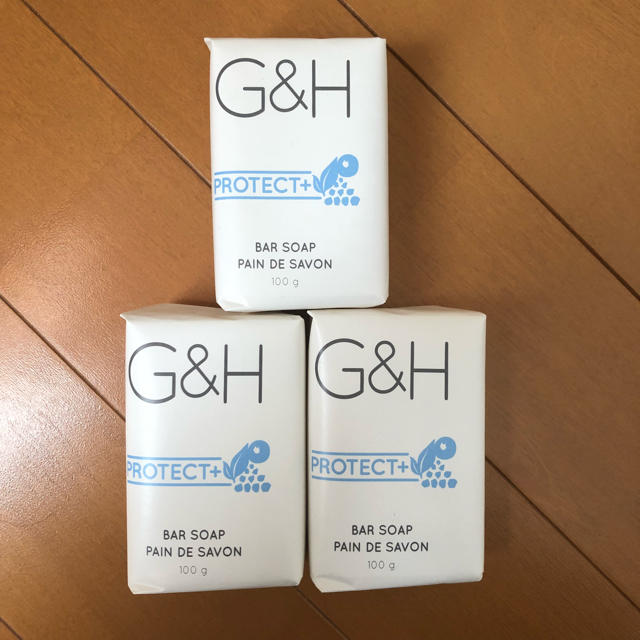 G&H
PROTECT+
BAR SOAP
PAIN DE SAVON
100 g
G&H
PROTECT+
BAR SOAP
PAIN DE SAVON
100 g
G&H
PROTECT+
BAR SOAP
PAIN DE SAVON
100 g